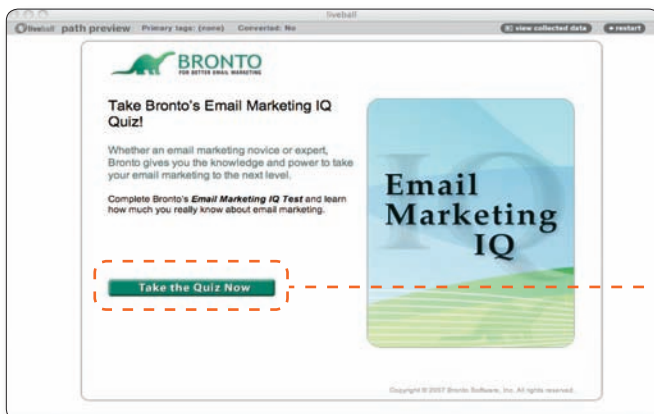 liveball
liveball path preview Primary tags: (none) Converted: No view collected data restart
BRONTO
FOR BETTER EMAIL MARKETING
Take Bronto's Email Marketing IQ
Quiz!
Whether an email marketing novice or expert,
Bronto gives you the knowledge and power to take
your email marketing to the next level.
Complete Bronto's Email Marketing IQ Test and learn
how much you really know about email marketing.
Take the Quiz Now
IQ
Email
Marketing
IQ
Copyright © 2007 Bronto Software, Inc. All rights reserved.